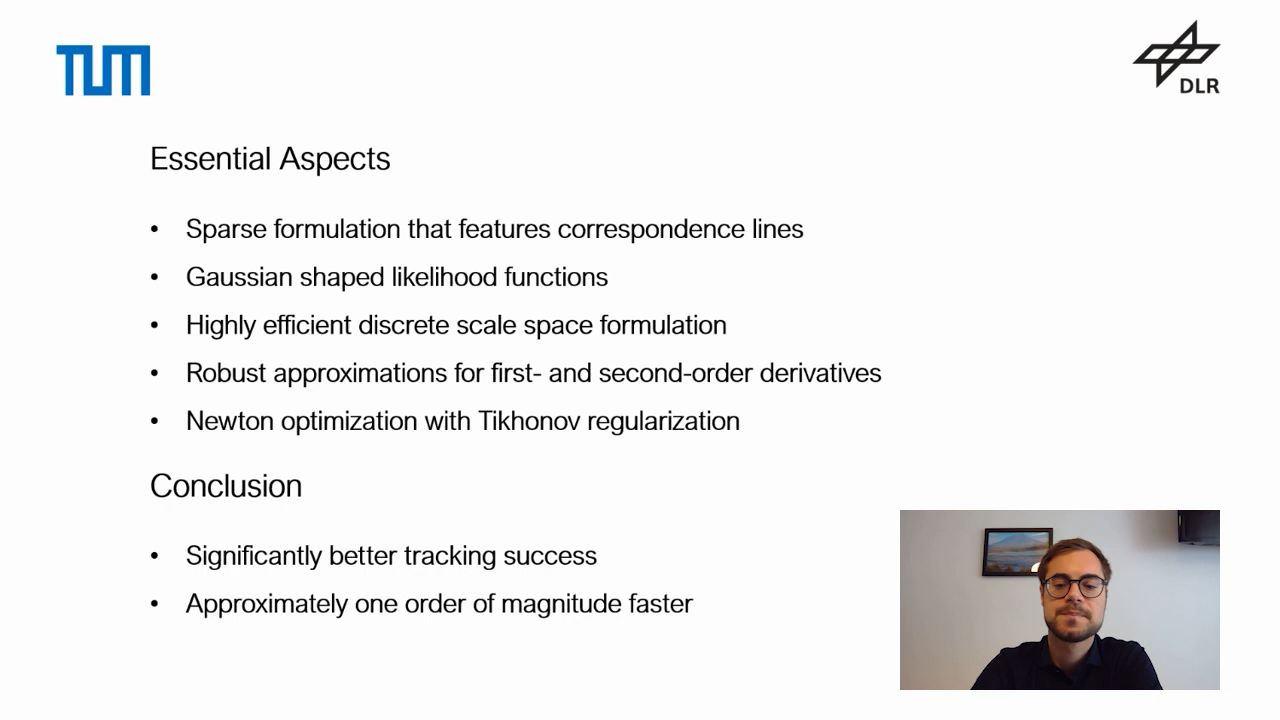 TUM
DLR
Essential Aspects
• Sparse formulation that features correspondence lines
• Gaussian shaped likelihood functions
• Highly efficient discrete scale space formulation
• Robust approximations for first- and second-order derivatives
• Newton optimization with Tikhonov regularization
Conclusion
• Significantly better tracking success
• Approximately one order of magnitude faster